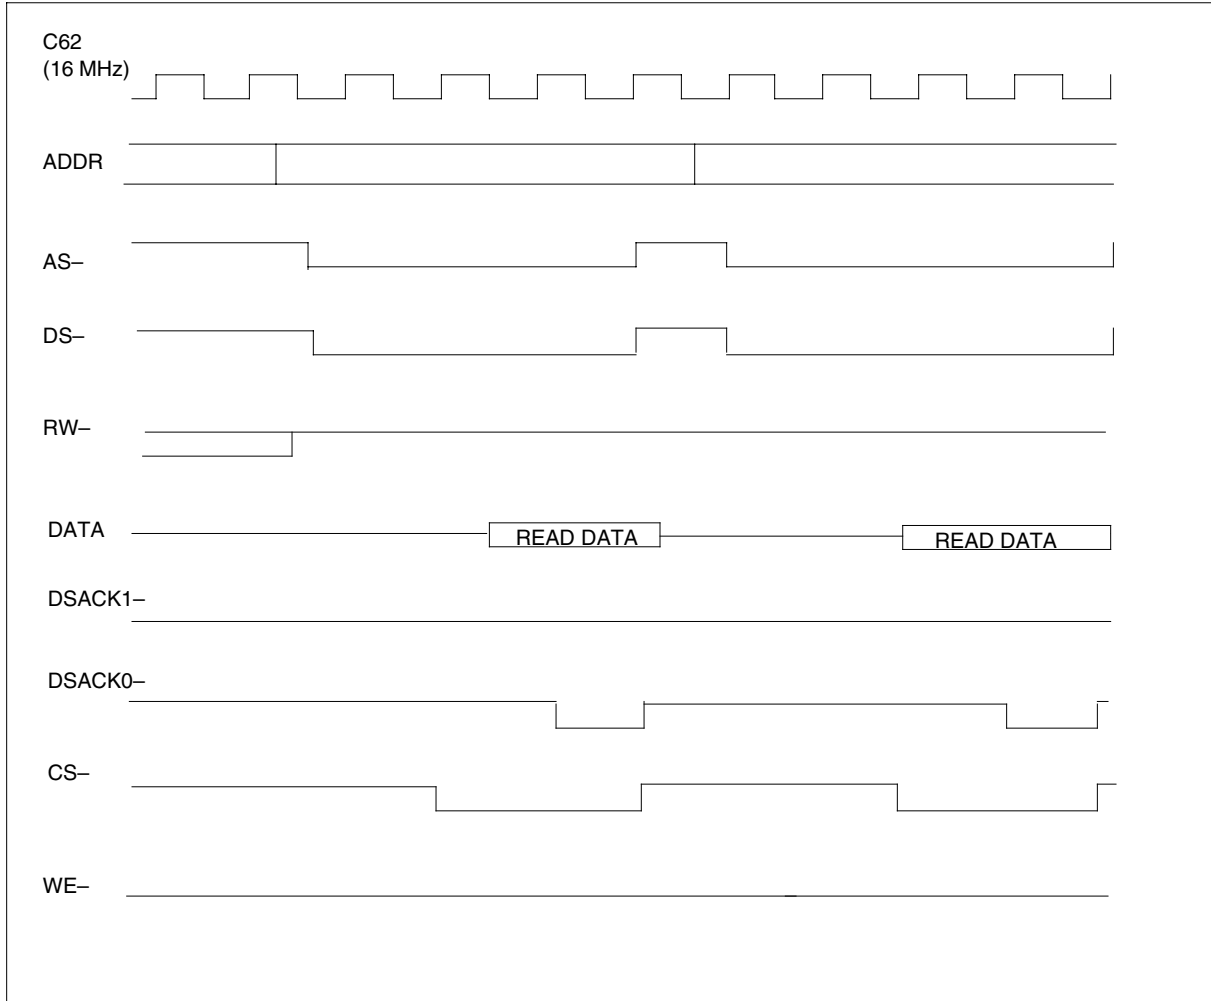 C62
(16 MHz)
ADDR
AS–
DS–
RW–
DATA
READ DATA
READ DATA
DSACK1–
DSACK0–
CS–
WE–